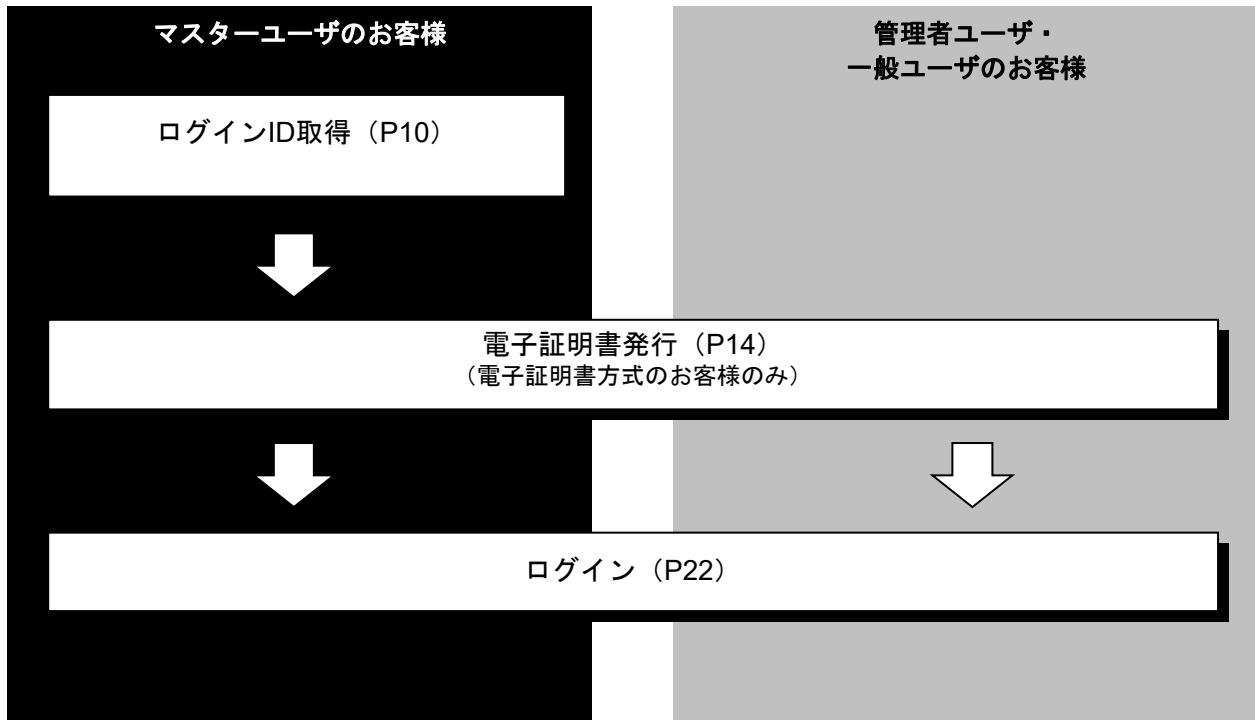 マスターユーザのお客様
管理者ユーザ・
一般ユーザのお客様
ログインID取得（P10）
電子証明書発行（P14）
（電子証明書方式のお客様のみ）
ログイン（P22）